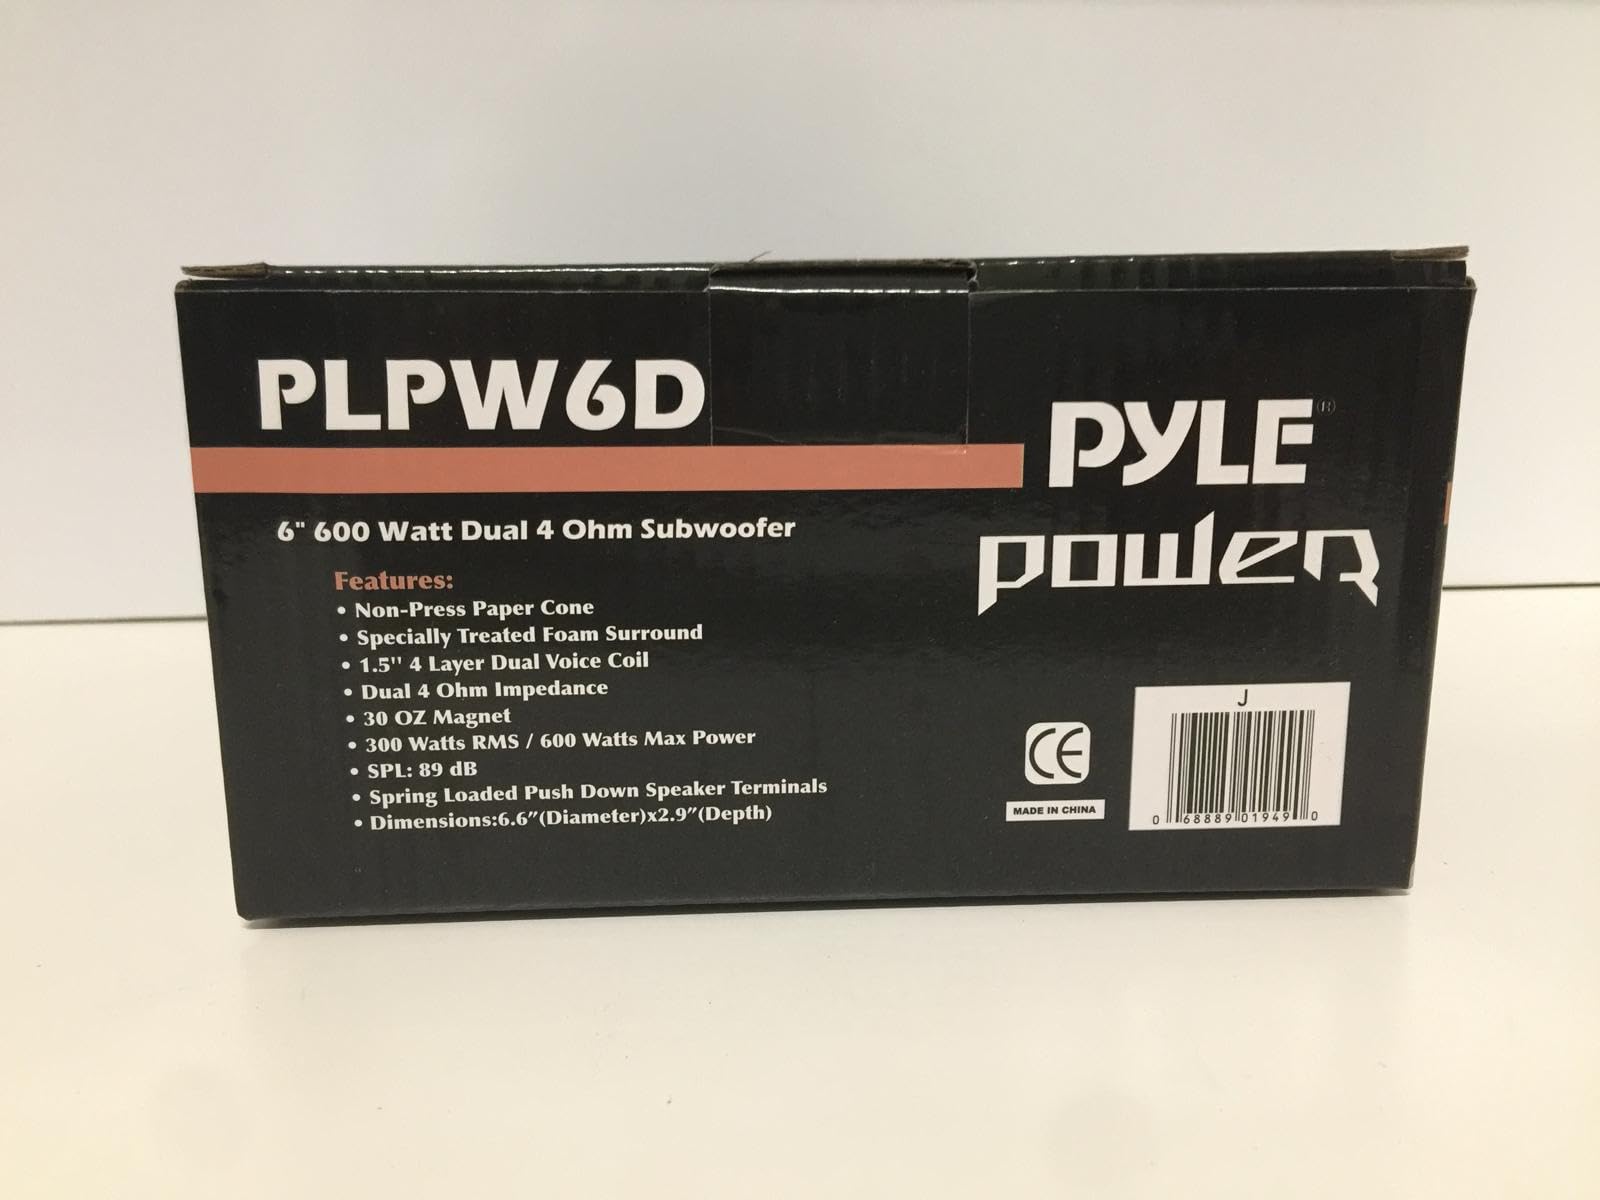 PLPW6D
6" 600 Watt Dual 4 Ohm Subwoofer
Features:
• Non-Press Paper Cone
• Specially Treated Foam Surround
• 1.5'' 4 Layer Dual Voice Coil
• Dual 4 Ohm Impedance
• 30 OZ Magnet
• 300 Watts RMS / 600 Watts Max Power
• SPL: 89 dB
• Spring Loaded Push Down Speaker Terminals
• Dimensions:6.6”(Diameter)x2.9”(Depth)
PYLE®
POWER
CE
MADE IN CHINA
J
0 68889 01949 0